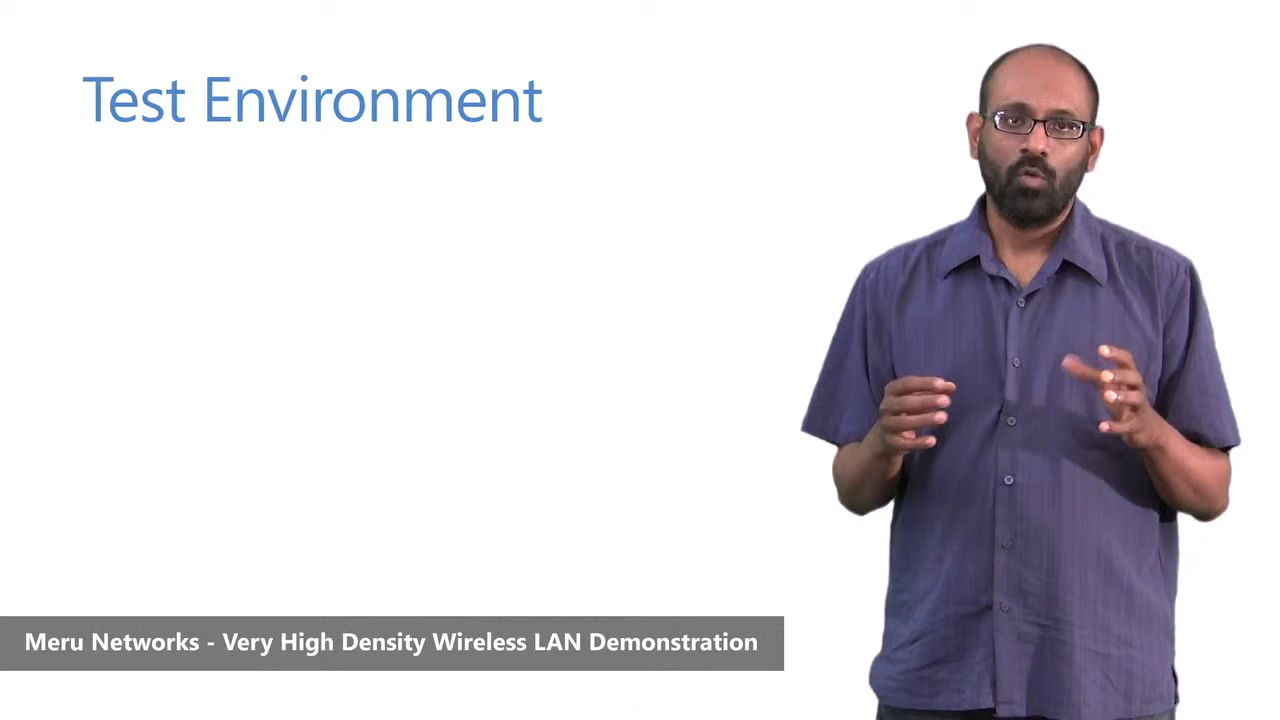 Test Environment
Meru Networks - Very High Density Wireless LAN Demonstration